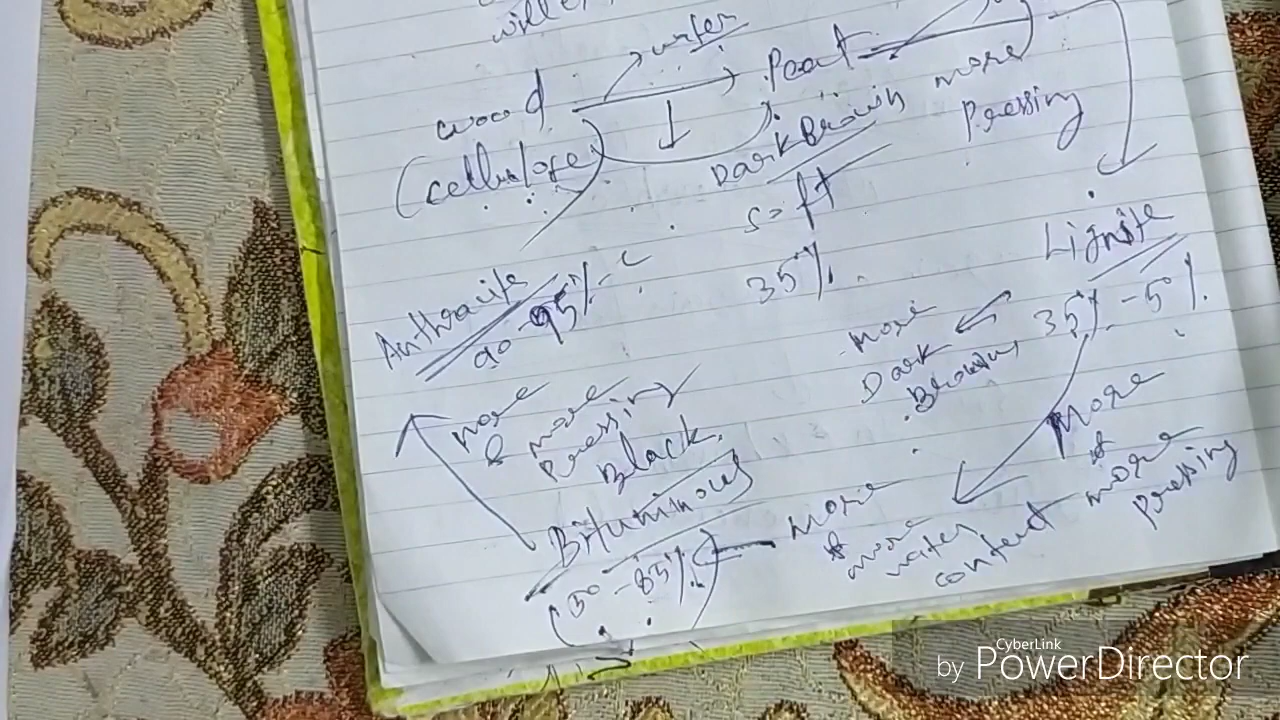 water
wood
Peat
(cellulose)
Dark Brown
more
Pressing
soft
35%
Lignite
35% - 50%
more
Dark
Brown
Anthracite
90-95%
more
& more
Pressing
Black
Bituminous
(50-85%)
more
& more
water
content
More
&
more
pressing
CyberLink
by PowerDirector